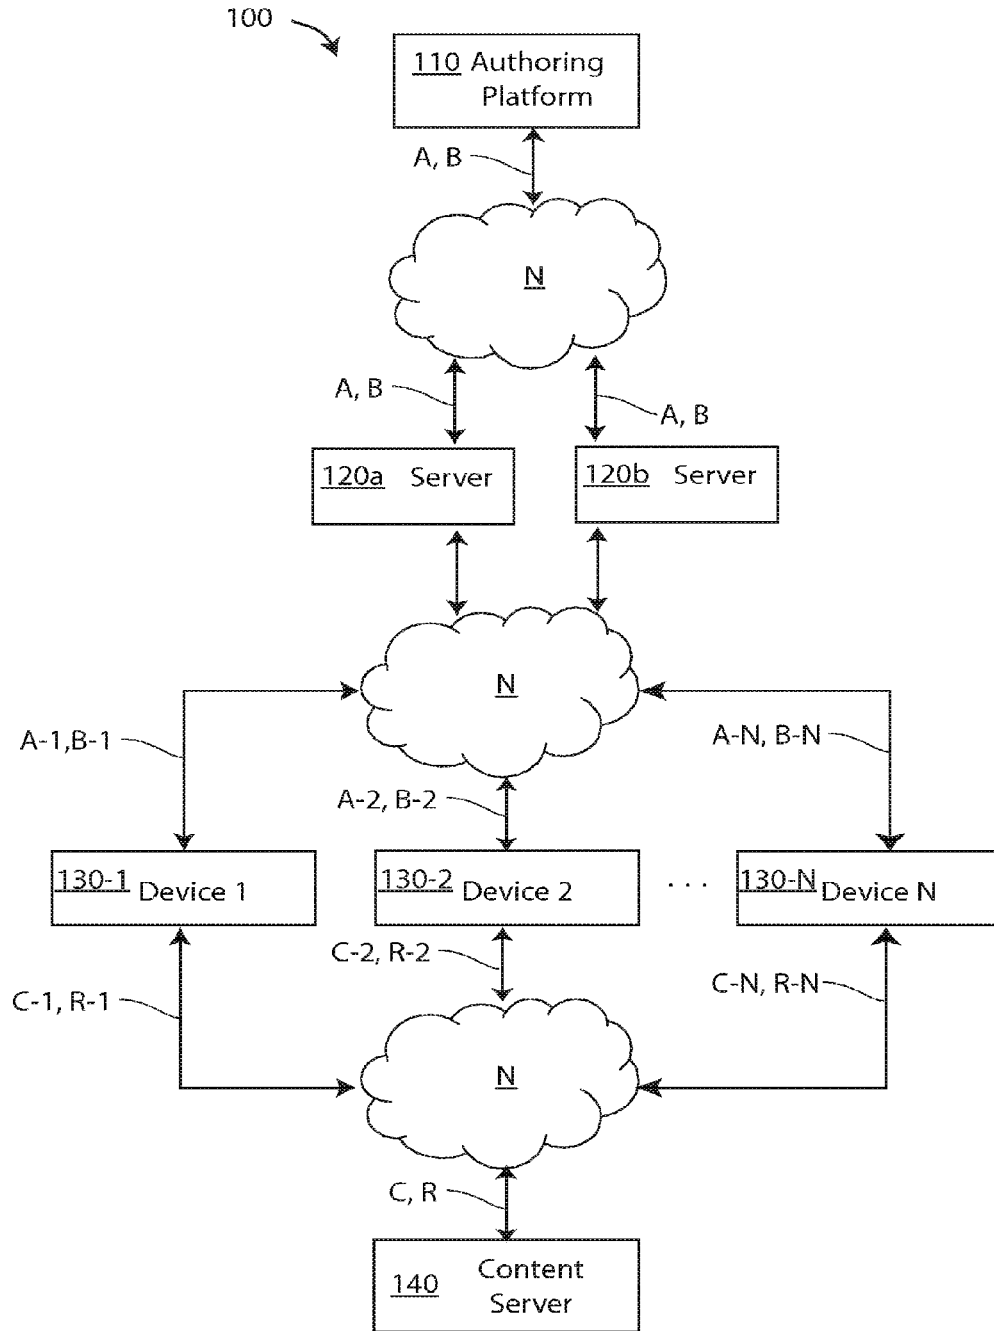 100
110 Authoring
Platform
A, B
N
A, B
A, B
120a Server
120b Server
N
A-1,B-1
A-N, B-N
A-2, B-2
130-1 Device 1
130-2 Device 2
. . .
130-N Device N
C-2, R-2
C-1, R-1
C-N, R-N
N
C, R
140 Content
Server